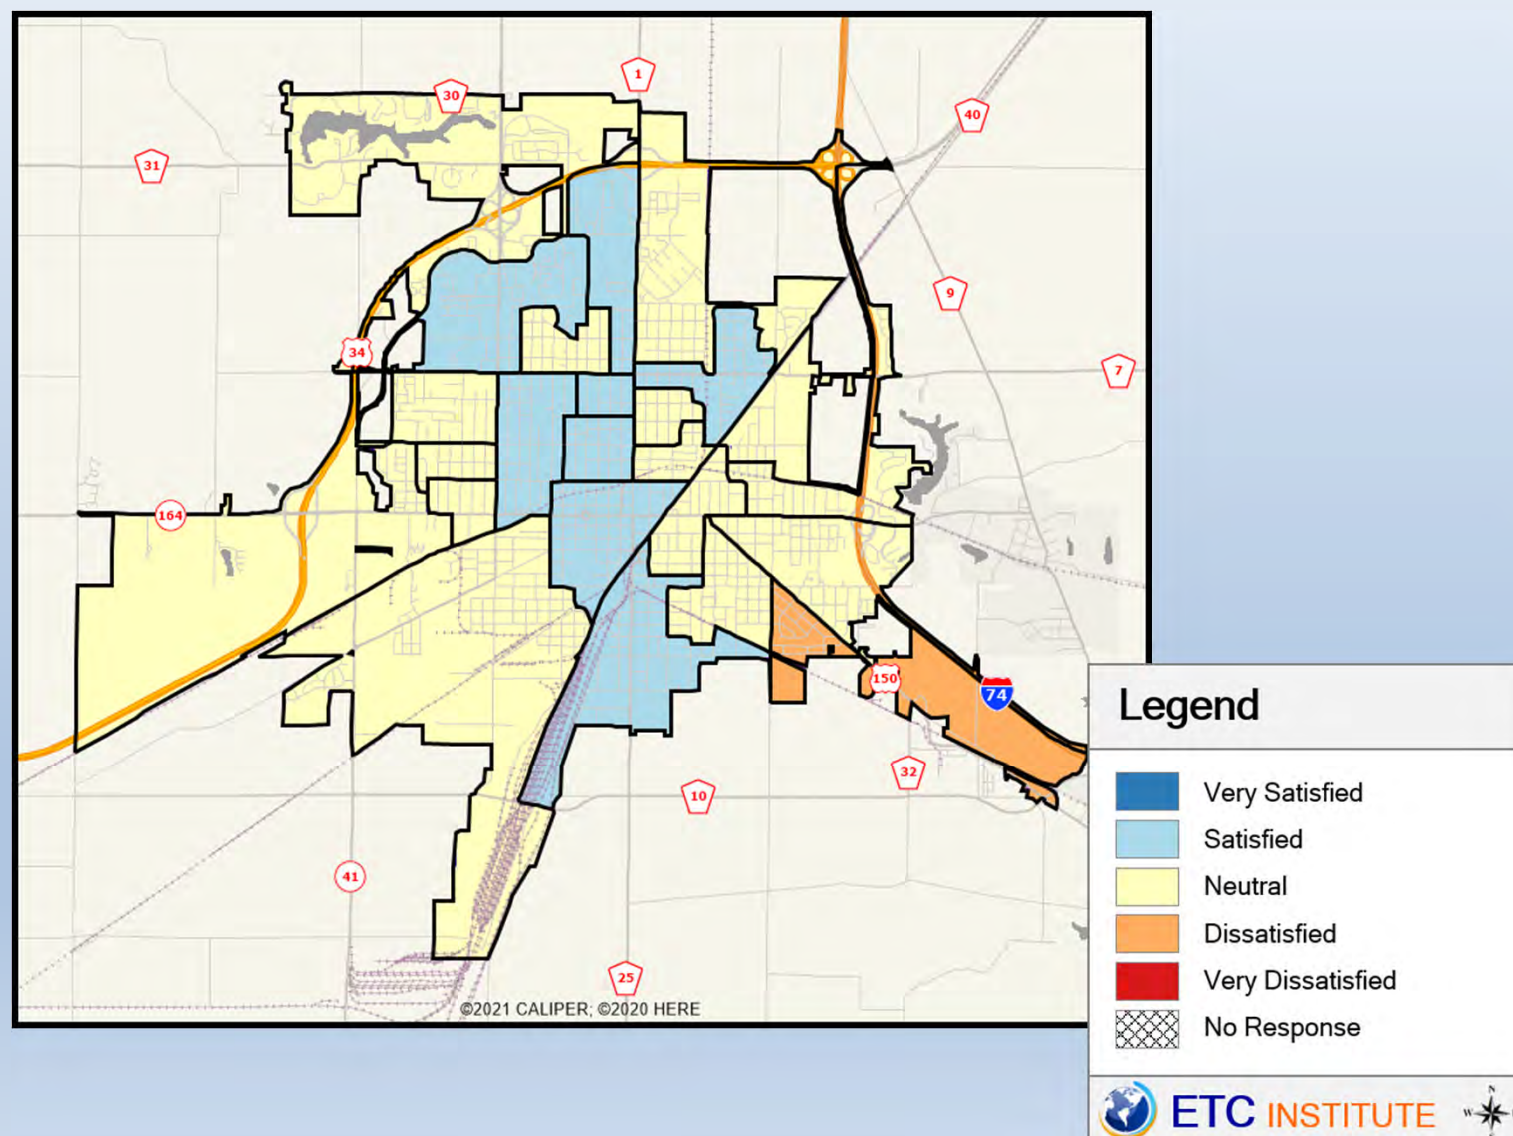 1
30
40
31
9
34
7
164
150
74
32
10
41
25
©2021 CALIPER; ©2020 HERE
Legend
Very Satisfied
Satisfied
Neutral
Dissatisfied
Very Dissatisfied
No Response
ETC INSTITUTE
N
W
S